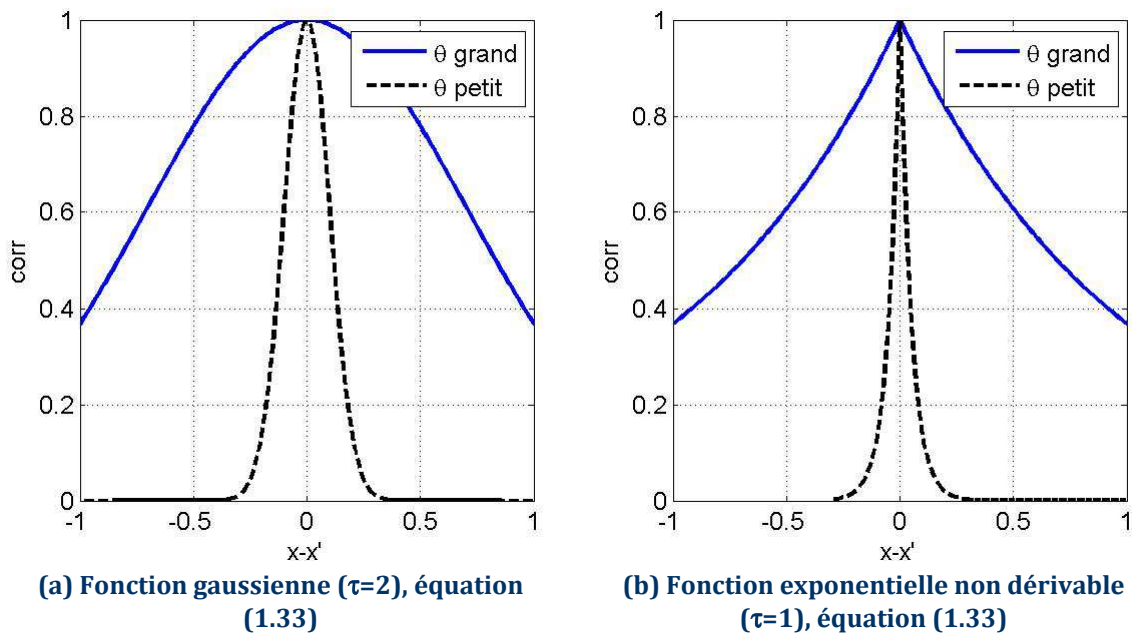 1
0.8
0.6
0.4
0.2
0
corr
θ grand
θ petit
-1
-0.5
0
0.5
1
x-x'
(a) Fonction gaussienne (τ=2), équation
(1.33)
1
0.8
0.6
0.4
0.2
0
corr
θ grand
θ petit
-1
-0.5
0
0.5
1
x-x'
(b) Fonction exponentielle non dérivable
(τ=1), équation (1.33)